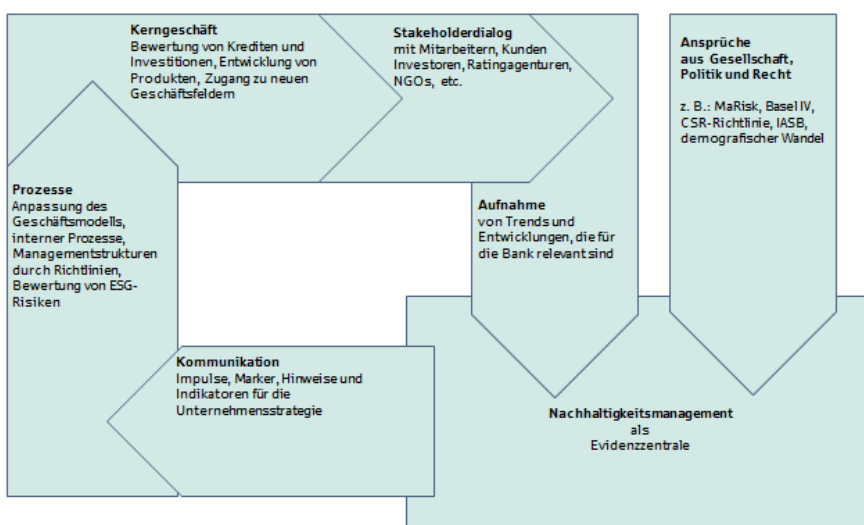 Kerngeschäft
Bewertung von Krediten und
Investitionen, Entwicklung von
Produkten, Zugang zu neuen
Geschäftsfeldern
Stakeholderdialog
mit Mitarbeitern, Kunden
Investoren, Ratingagenturen,
NGOs, etc.
Ansprüche
aus Gesellschaft,
Politik und Recht
z. B.: MaRisk, Basel IV,
CSR-Richtlinie, IASB,
demografischer Wandel
Prozesse
Anpassung des
Geschäftsmodells,
interner Prozesse,
Managementstrukturen
durch Richtlinien,
Bewertung von ESG-
Risiken
Aufnahme
von Trends und
Entwicklungen, die für
die Bank relevant sind
Kommunikation
Impulse, Marker, Hinweise und
Indikatoren für die
Unternehmensstrategie
Nachhaltigkeitsmanagement
als
Evidenzzentrale